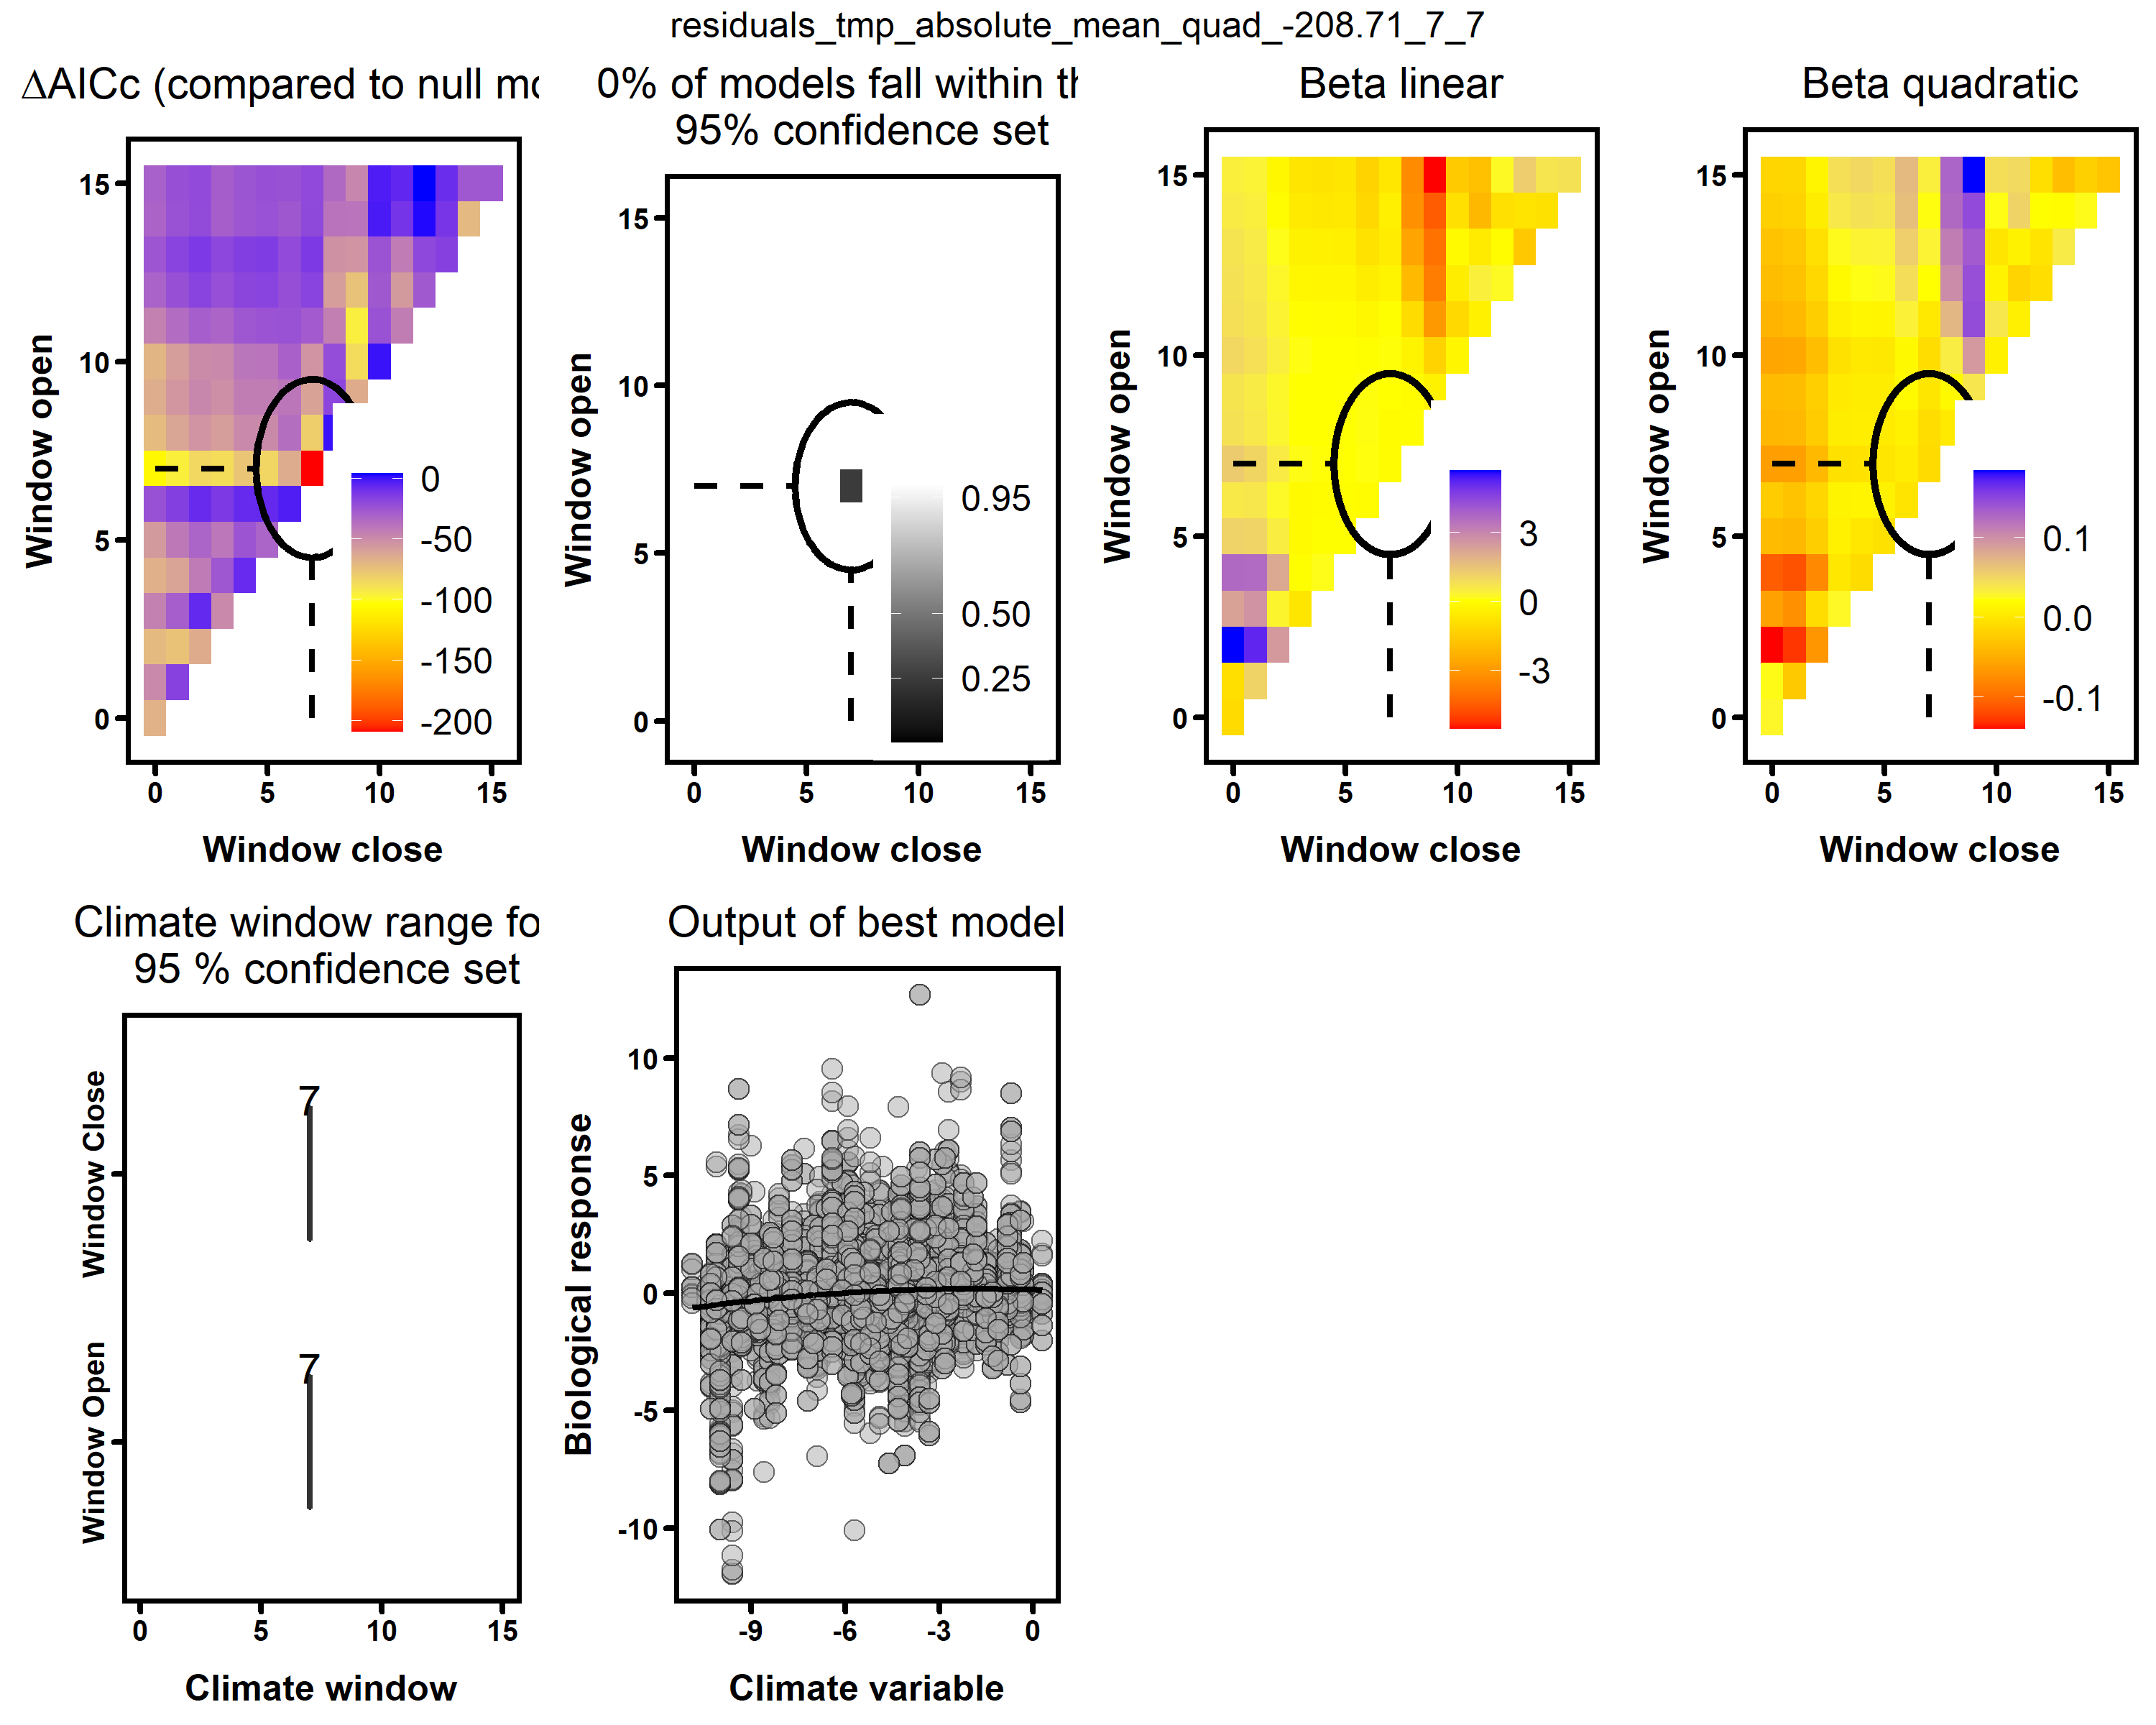 residuals_tmp_absolute_mean_quad_-208.71_7_7
ΔAICc (compared to null mo
Window open
15
10
5
0
0
-50
-100
-150
-200
0 5 10 15
Window close
0% of models fall within th
95% confidence set
Window open
15
10
5
0
0.95
0.50
0.25
0 5 10 15
Window close
Beta linear
Window open
15
10
5
0
3
0
-3
0 5 10 15
Window close
Beta quadratic
Window open
15
10
5
0
0.1
0.0
-0.1
0 5 10 15
Window close
Climate window range fo
95 % confidence set
Window Close
7
Window Open
7
0 5 10 15
Climate window
Output of best model
Biological response
10
5
0
-5
-10
-9 -6 -3 0
Climate variable